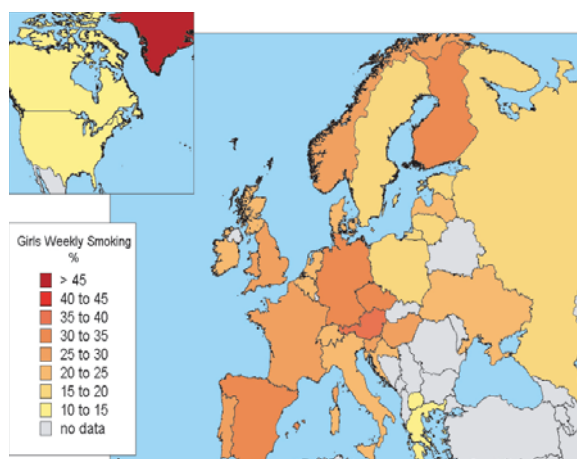 Girls Weekly Smoking
%
> 45
40 to 45
35 to 40
30 to 35
25 to 30
20 to 25
15 to 20
10 to 15
no data